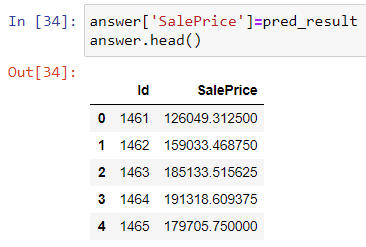 In [34]: answer['SalePrice']=pred_result
answer.head()
Out[34]:
Id SalePrice
0 1461 126049.312500
1 1462 159033.468750
2 1463 185133.515625
3 1464 191318.609375
4 1465 179705.750000